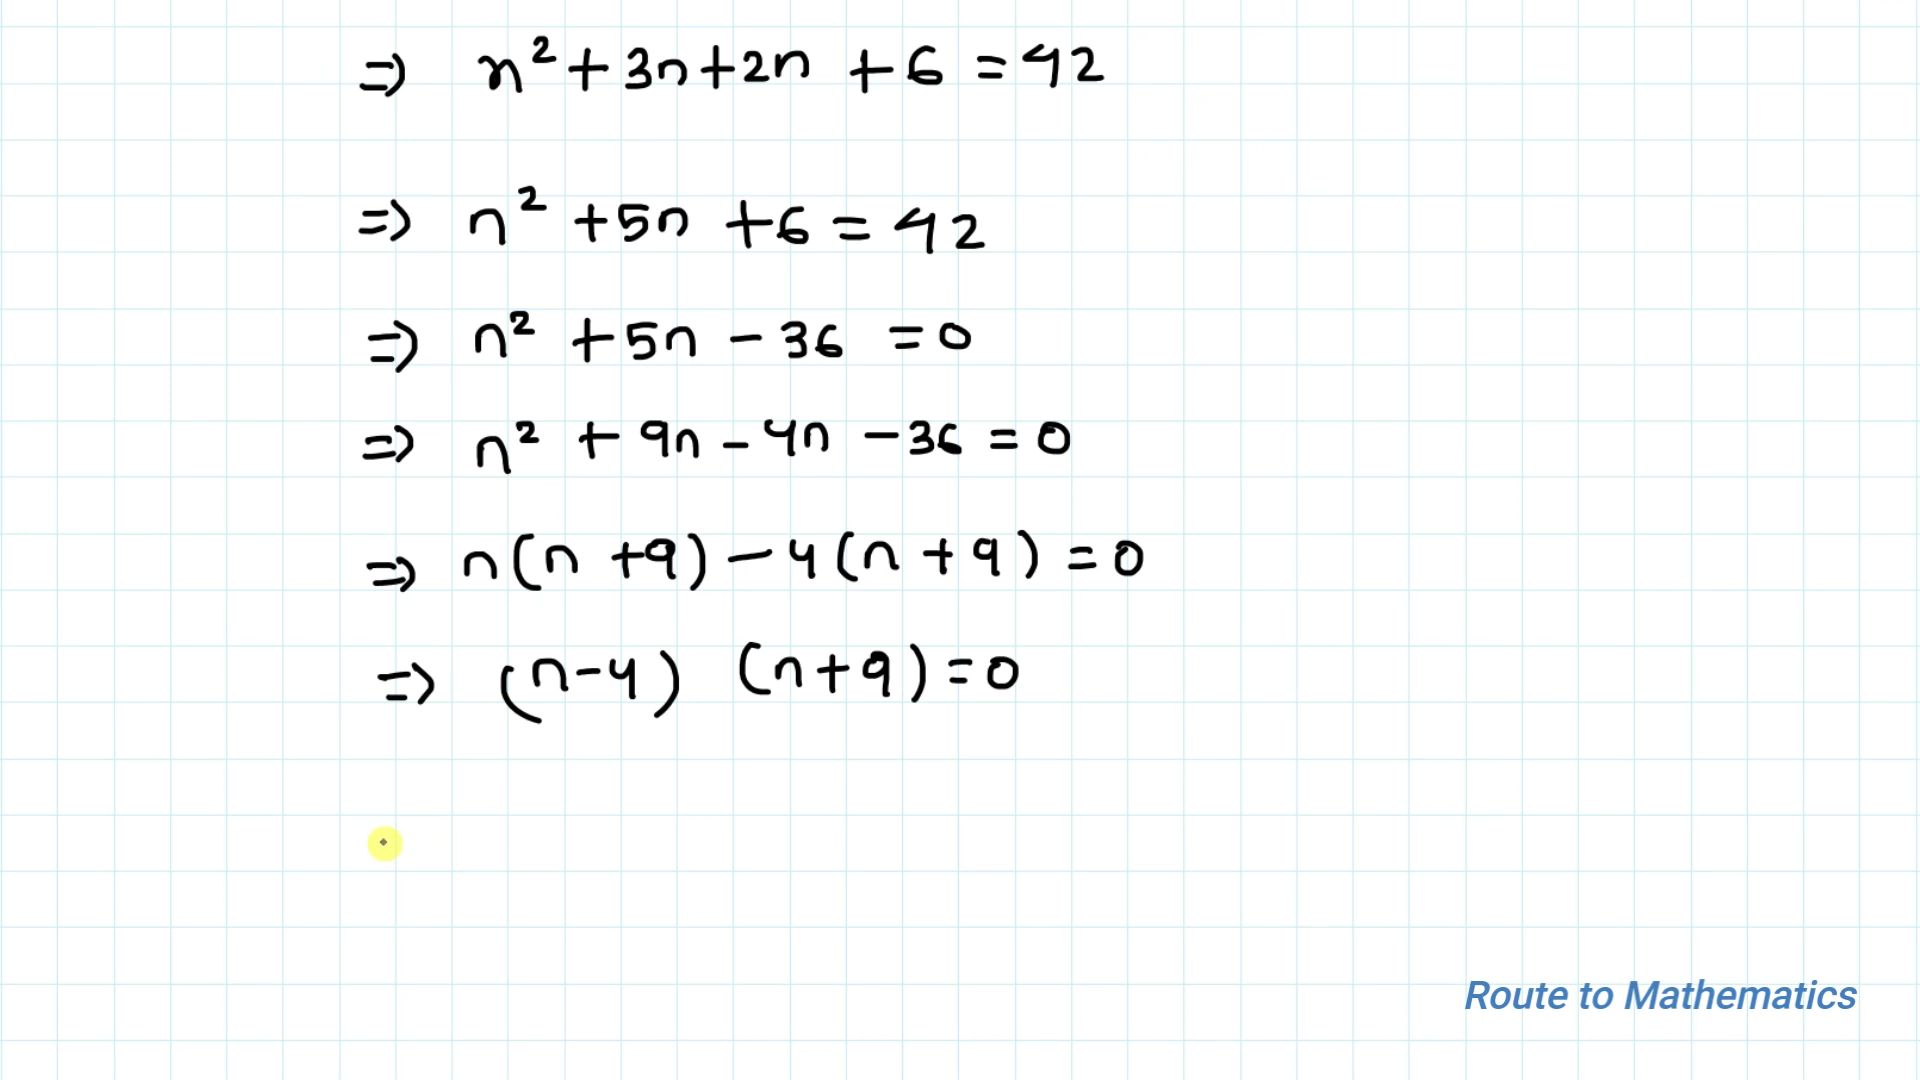 ⇒ n² + 3n + 2n + 6 = 42
⇒ n² + 5n + 6 = 42
⇒ n² + 5n - 36 = 0
⇒ n² + 9n - 4n - 36 = 0
⇒ n(n + 9) - 4(n + 9) = 0
⇒ (n - 4) (n + 9) = 0
Route to Mathematics